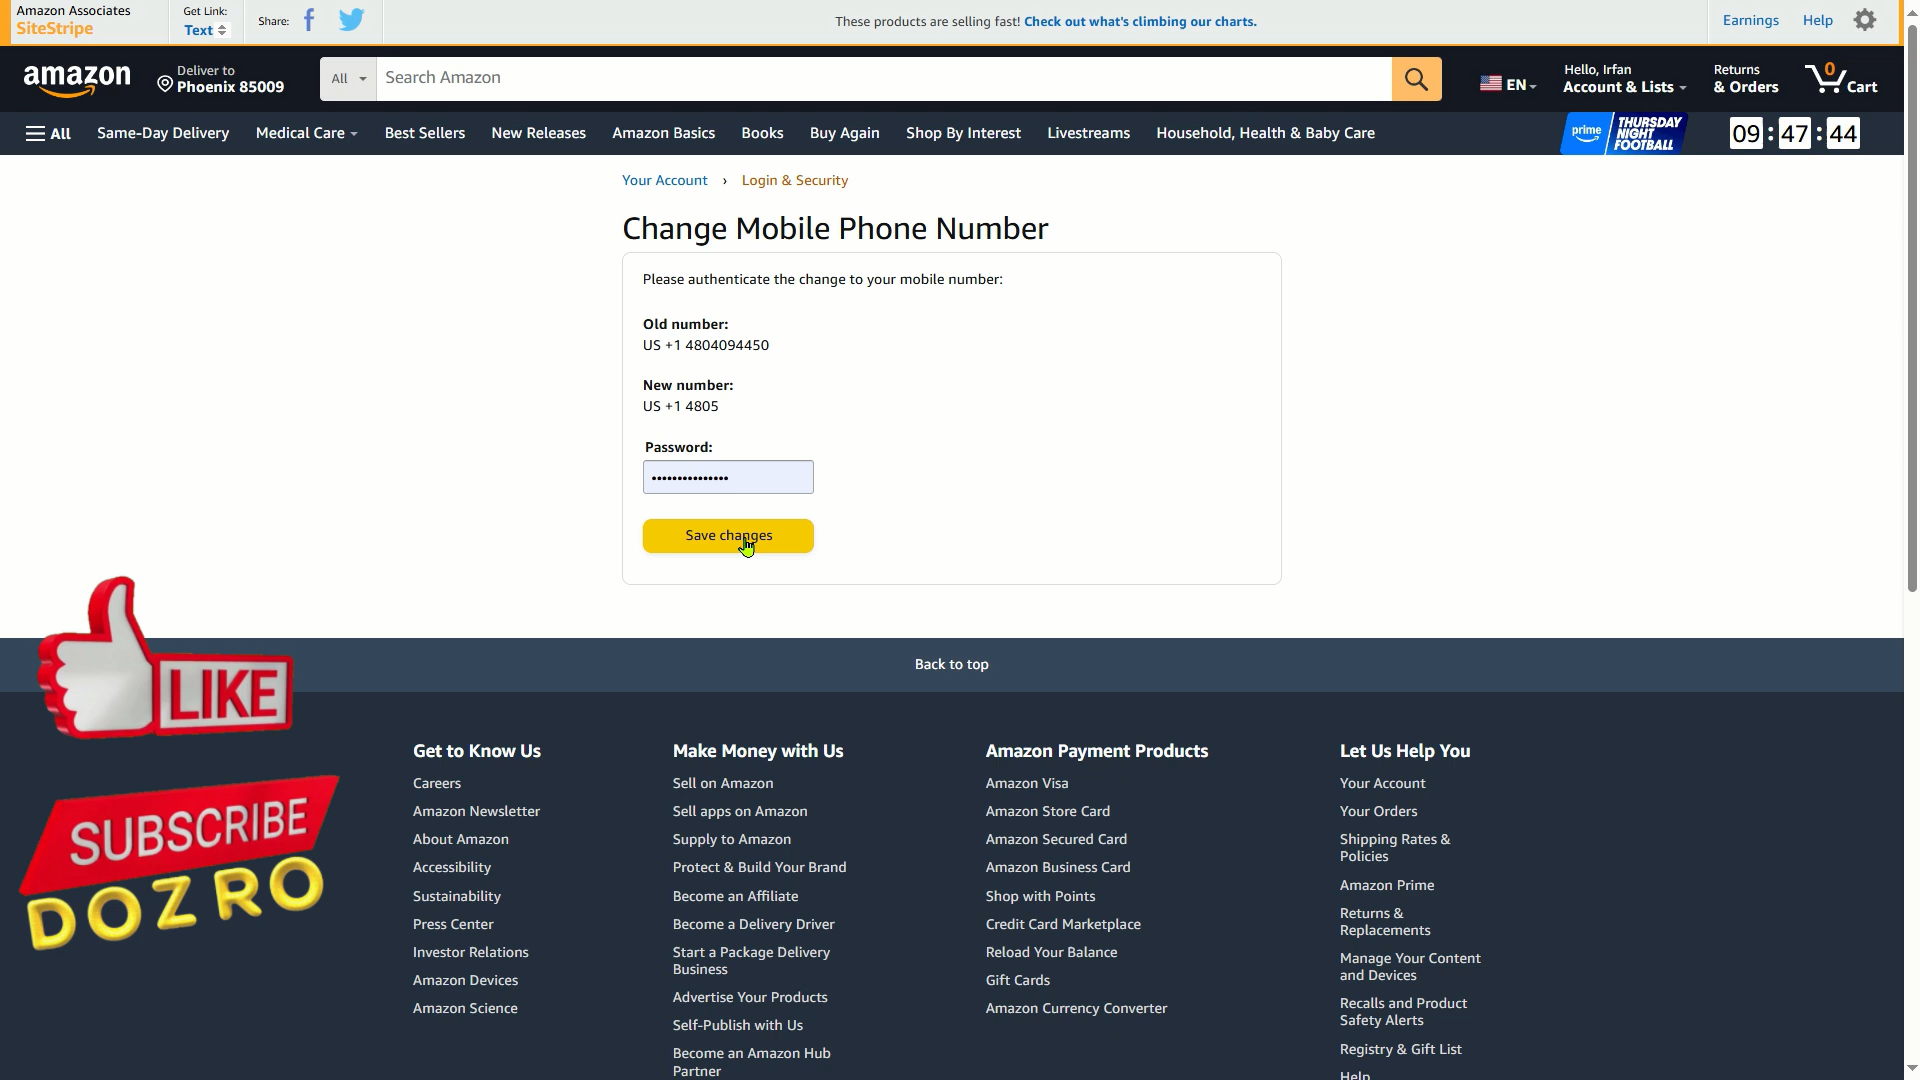 Amazon Associates
SiteStripe
Get Link:
Text
Share:
These products are selling fast! Check out what's climbing our charts.
Earnings
Help
amazon
Deliver to
Phoenix 85009
All
Search Amazon
EN
Hello, Irfan
Account & Lists
Returns
& Orders
0
Cart
All
Same-Day Delivery
Medical Care
Best Sellers
New Releases
Amazon Basics
Books
Buy Again
Shop By Interest
Livestreams
Household, Health & Baby Care
prime
THURSDAY
NIGHT
FOOTBALL
09 : 47 : 44
Your Account › Login & Security
Change Mobile Phone Number
Please authenticate the change to your mobile number:
Old number:
US +1 4804094450
New number:
US +1 4805
Password:
•••••••••••••••
Save changes
Back to top
LIKE
SUBSCRIBE
DOZRO
Get to Know Us
Careers
Amazon Newsletter
About Amazon
Accessibility
Sustainability
Press Center
Investor Relations
Amazon Devices
Amazon Science
Make Money with Us
Sell on Amazon
Sell apps on Amazon
Supply to Amazon
Protect & Build Your Brand
Become an Affiliate
Become a Delivery Driver
Start a Package Delivery
Business
Advertise Your Products
Self-Publish with Us
Become an Amazon Hub
Partner
Amazon Payment Products
Amazon Visa
Amazon Store Card
Amazon Secured Card
Amazon Business Card
Shop with Points
Credit Card Marketplace
Reload Your Balance
Gift Cards
Amazon Currency Converter
Let Us Help You
Your Account
Your Orders
Shipping Rates &
Policies
Amazon Prime
Returns &
Replacements
Manage Your Content
and Devices
Recalls and Product
Safety Alerts
Registry & Gift List
Help